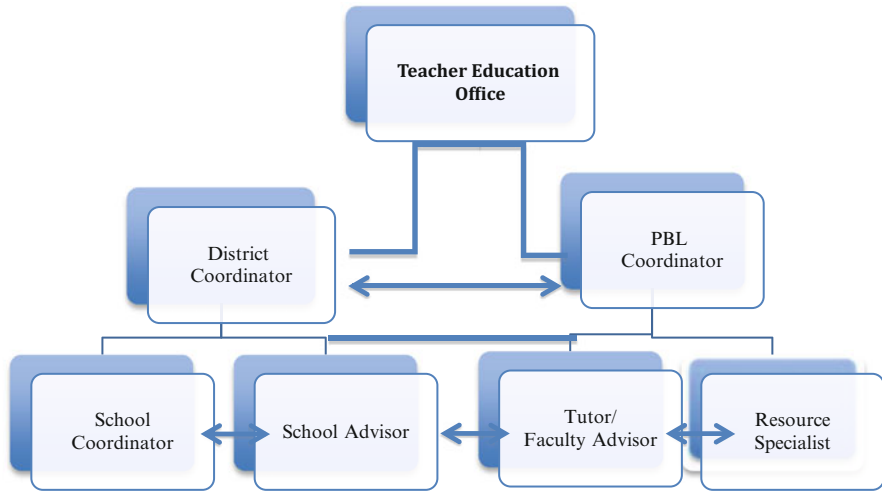 Teacher Education
Office
District
Coordinator
PBL
Coordinator
School
Coordinator
School Advisor
Tutor/
Faculty Advisor
Resource
Specialist